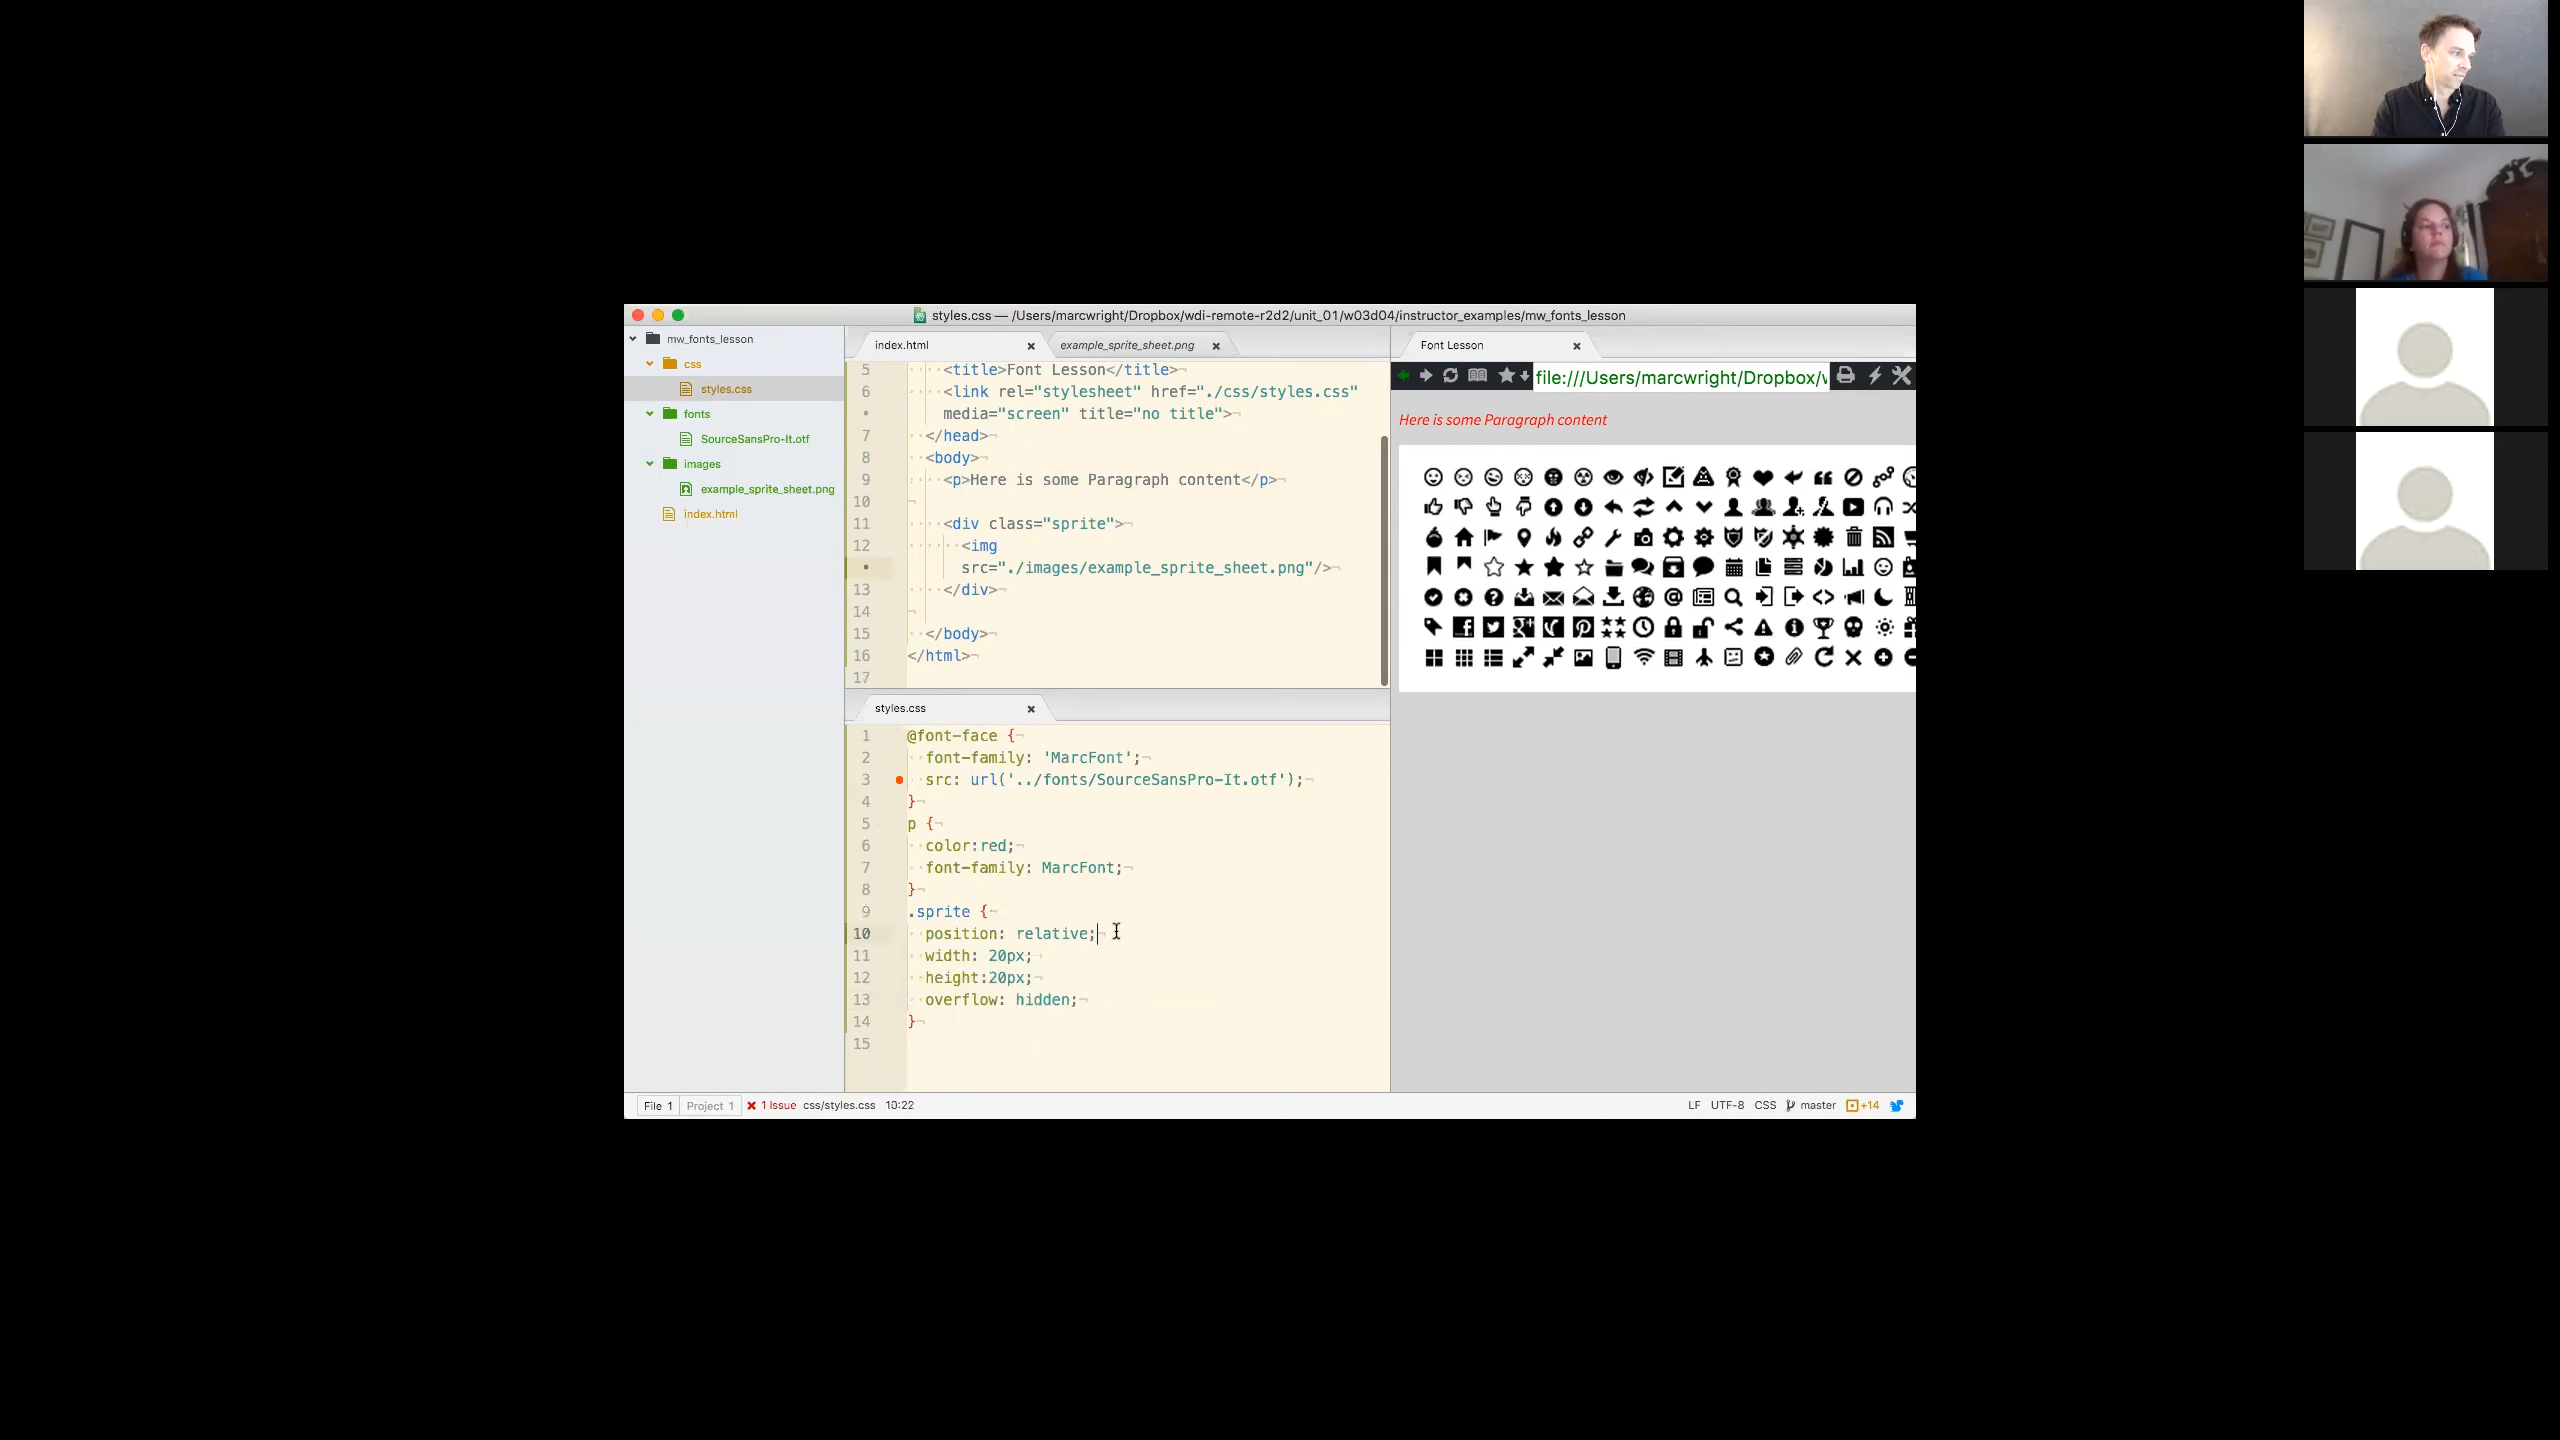 styles.css — /Users/marcwright/Dropbox/wdi-remote-r2d2/unit_01/w03d04/instructor_examples/mw_fonts_lesson
mw_fonts_lesson
css
styles.css
fonts
SourceSansPro-It.otf
images
example_sprite_sheet.png
index.html
index.html
example_sprite_sheet.png
5 <title>Font Lesson</title>
6 <link rel="stylesheet" href="./css/styles.css"
media="screen" title="no title">
7 </head>
8 <body>
9 <p>Here is some Paragraph content</p>
10
11 <div class="sprite">
12 <img
src="./images/example_sprite_sheet.png"/>
13 </div>
14
15 </body>
16 </html>
17
styles.css
1 @font-face {
2 font-family: 'MarcFont';
3 src: url('../fonts/SourceSansPro-It.otf');
4 }
5 p {
6 color:red;
7 font-family: MarcFont;
8 }
9 .sprite {
10 position: relative;
11 width: 20px;
12 height:20px;
13 overflow: hidden;
14 }
15
Font Lesson
file:///Users/marcwright/Dropbox/
Here is some Paragraph content
File 1 Project 1 1 Issue css/styles.css 10:22
LF UTF-8 CSS master +14